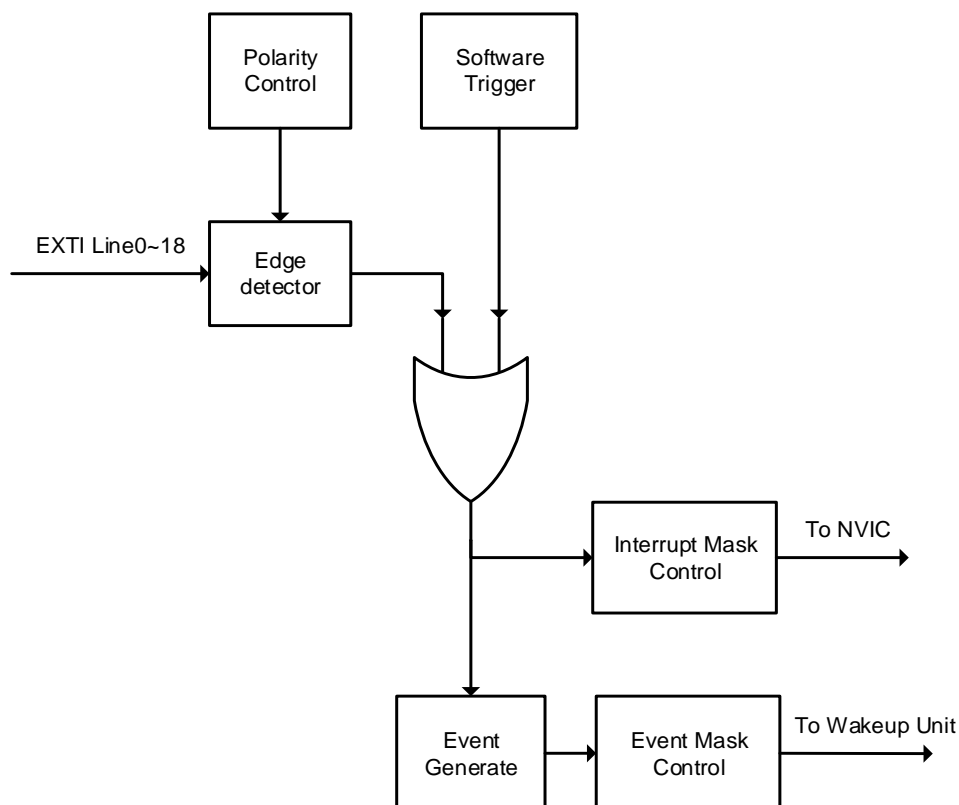 Polarity
Control
Software
Trigger
EXTI Line0~18
Edge
detector
To NVIC
Interrupt Mask
Control
To Wakeup Unit
Event
Generate
Event Mask
Control